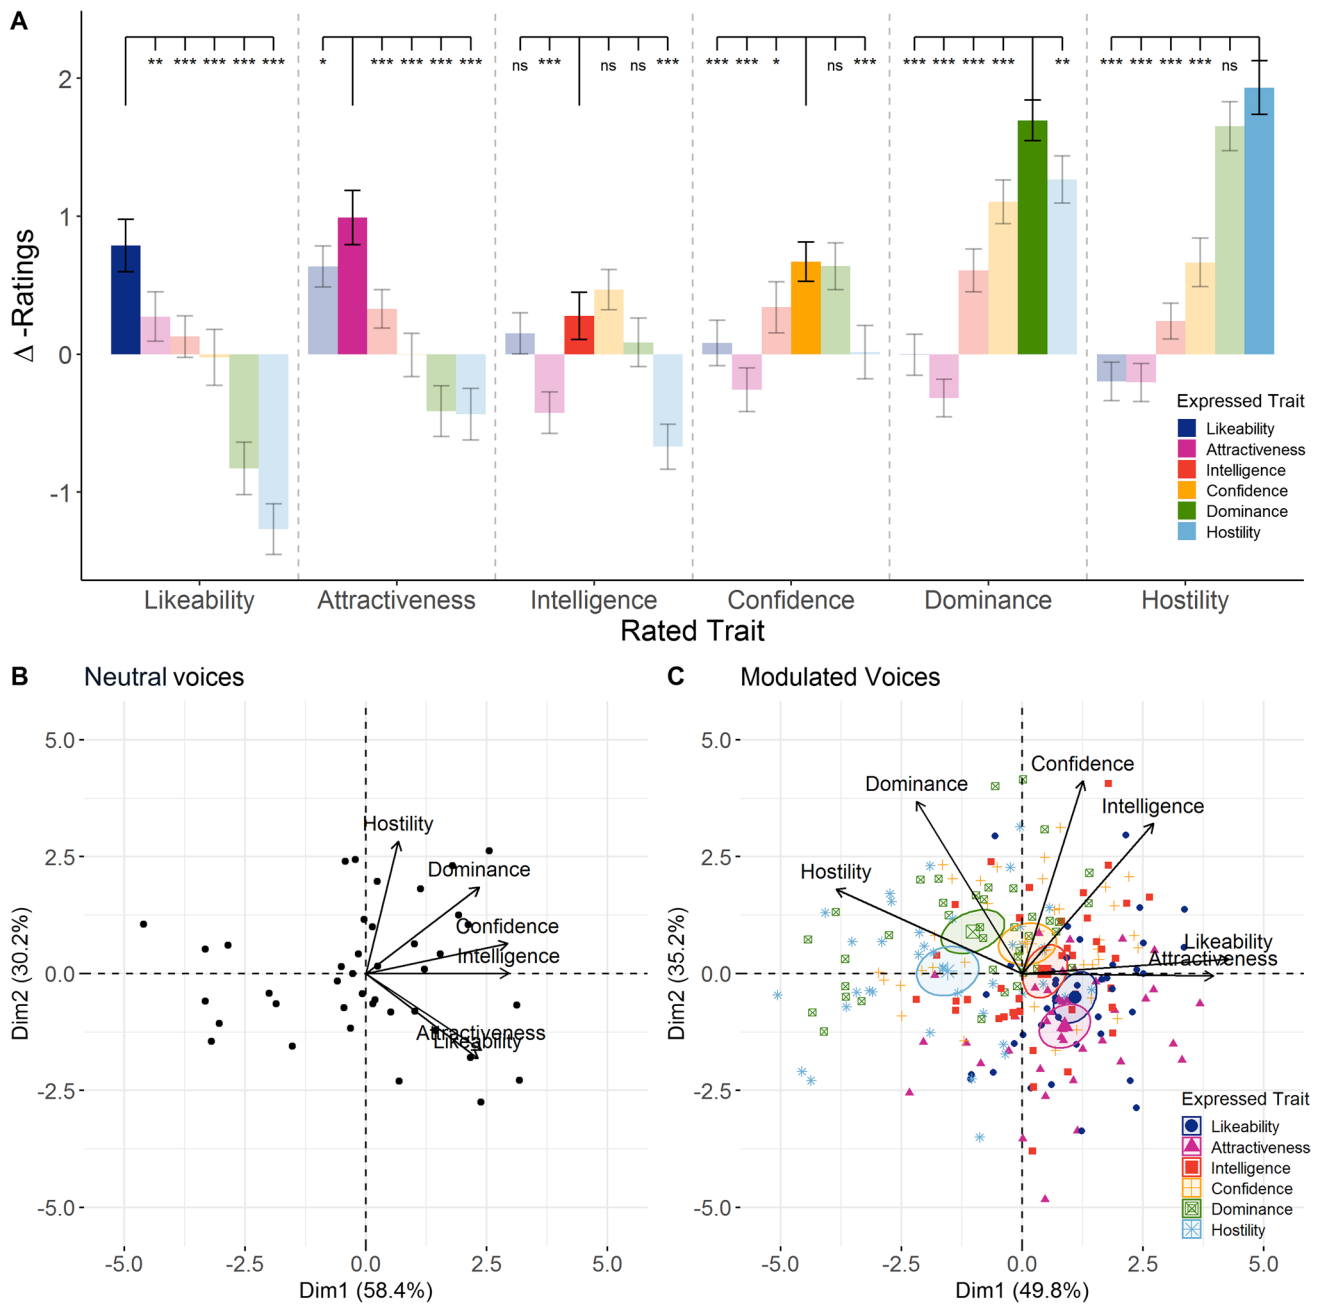 A
** *** *** *** ***
* *** *** *** ***
ns *** ns ns ***
*** *** * ns ***
*** *** *** *** **
*** *** *** *** ns
2
1
0
-1
Δ -Ratings
Expressed Trait
Likeability
Attractiveness
Intelligence
Confidence
Dominance
Hostility
Likeability Attractiveness Intelligence Confidence Dominance Hostility
Rated Trait
B Neutral voices
5.0
2.5
0.0
-2.5
-5.0
Dim2 (30.2%)
Hostility
Dominance
Confidence
Intelligence
Attractiveness
Likeability
-5.0 -2.5 0.0 2.5 5.0
Dim1 (58.4%)
C Modulated Voices
5.0
2.5
0.0
-2.5
-5.0
Dim2 (35.2%)
Confidence
Dominance
Intelligence
Hostility
Likeability
Attractiveness
Expressed Trait
Likeability
Attractiveness
Intelligence
Confidence
Dominance
Hostility
-5.0 -2.5 0.0 2.5 5.0
Dim1 (49.8%)